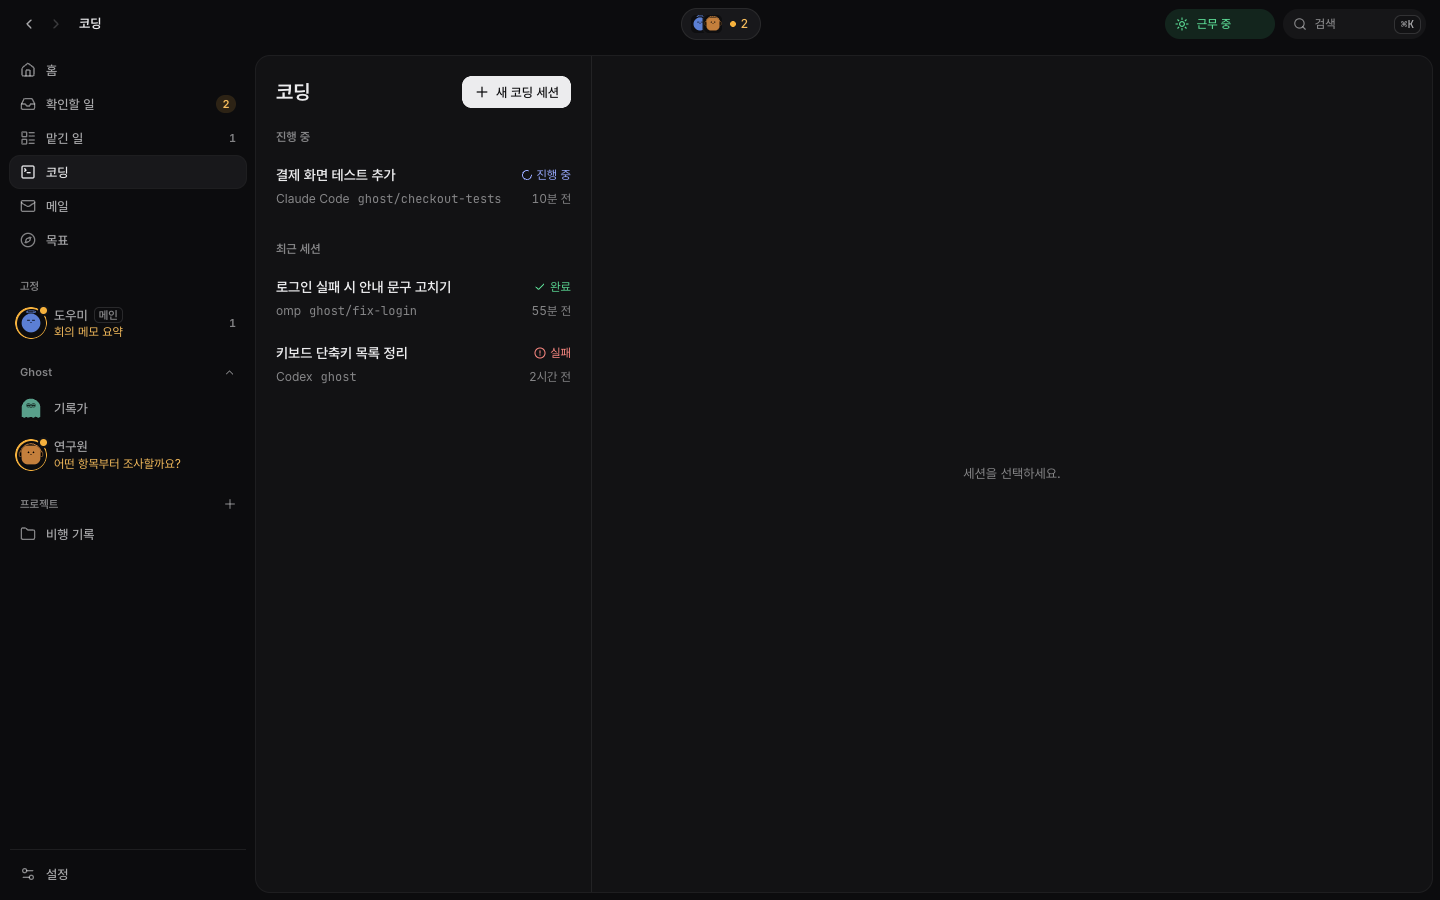 코딩
2
근무 중
검색
⌘K
홈
확인할 일
2
맡긴 일
1
코딩
메일
목표
고정
도우미 메인
회의 메모 요약
1
Ghost
기록가
연구원
어떤 항목부터 조사할까요?
프로젝트
비행 기록
설정
코딩
새 코딩 세션
진행 중
결제 화면 테스트 추가
진행 중
Claude Code ghost/checkout-tests
10분 전
최근 세션
로그인 실패 시 안내 문구 고치기
완료
omp ghost/fix-login
55분 전
키보드 단축키 목록 정리
실패
Codex ghost
2시간 전
세션을 선택하세요.